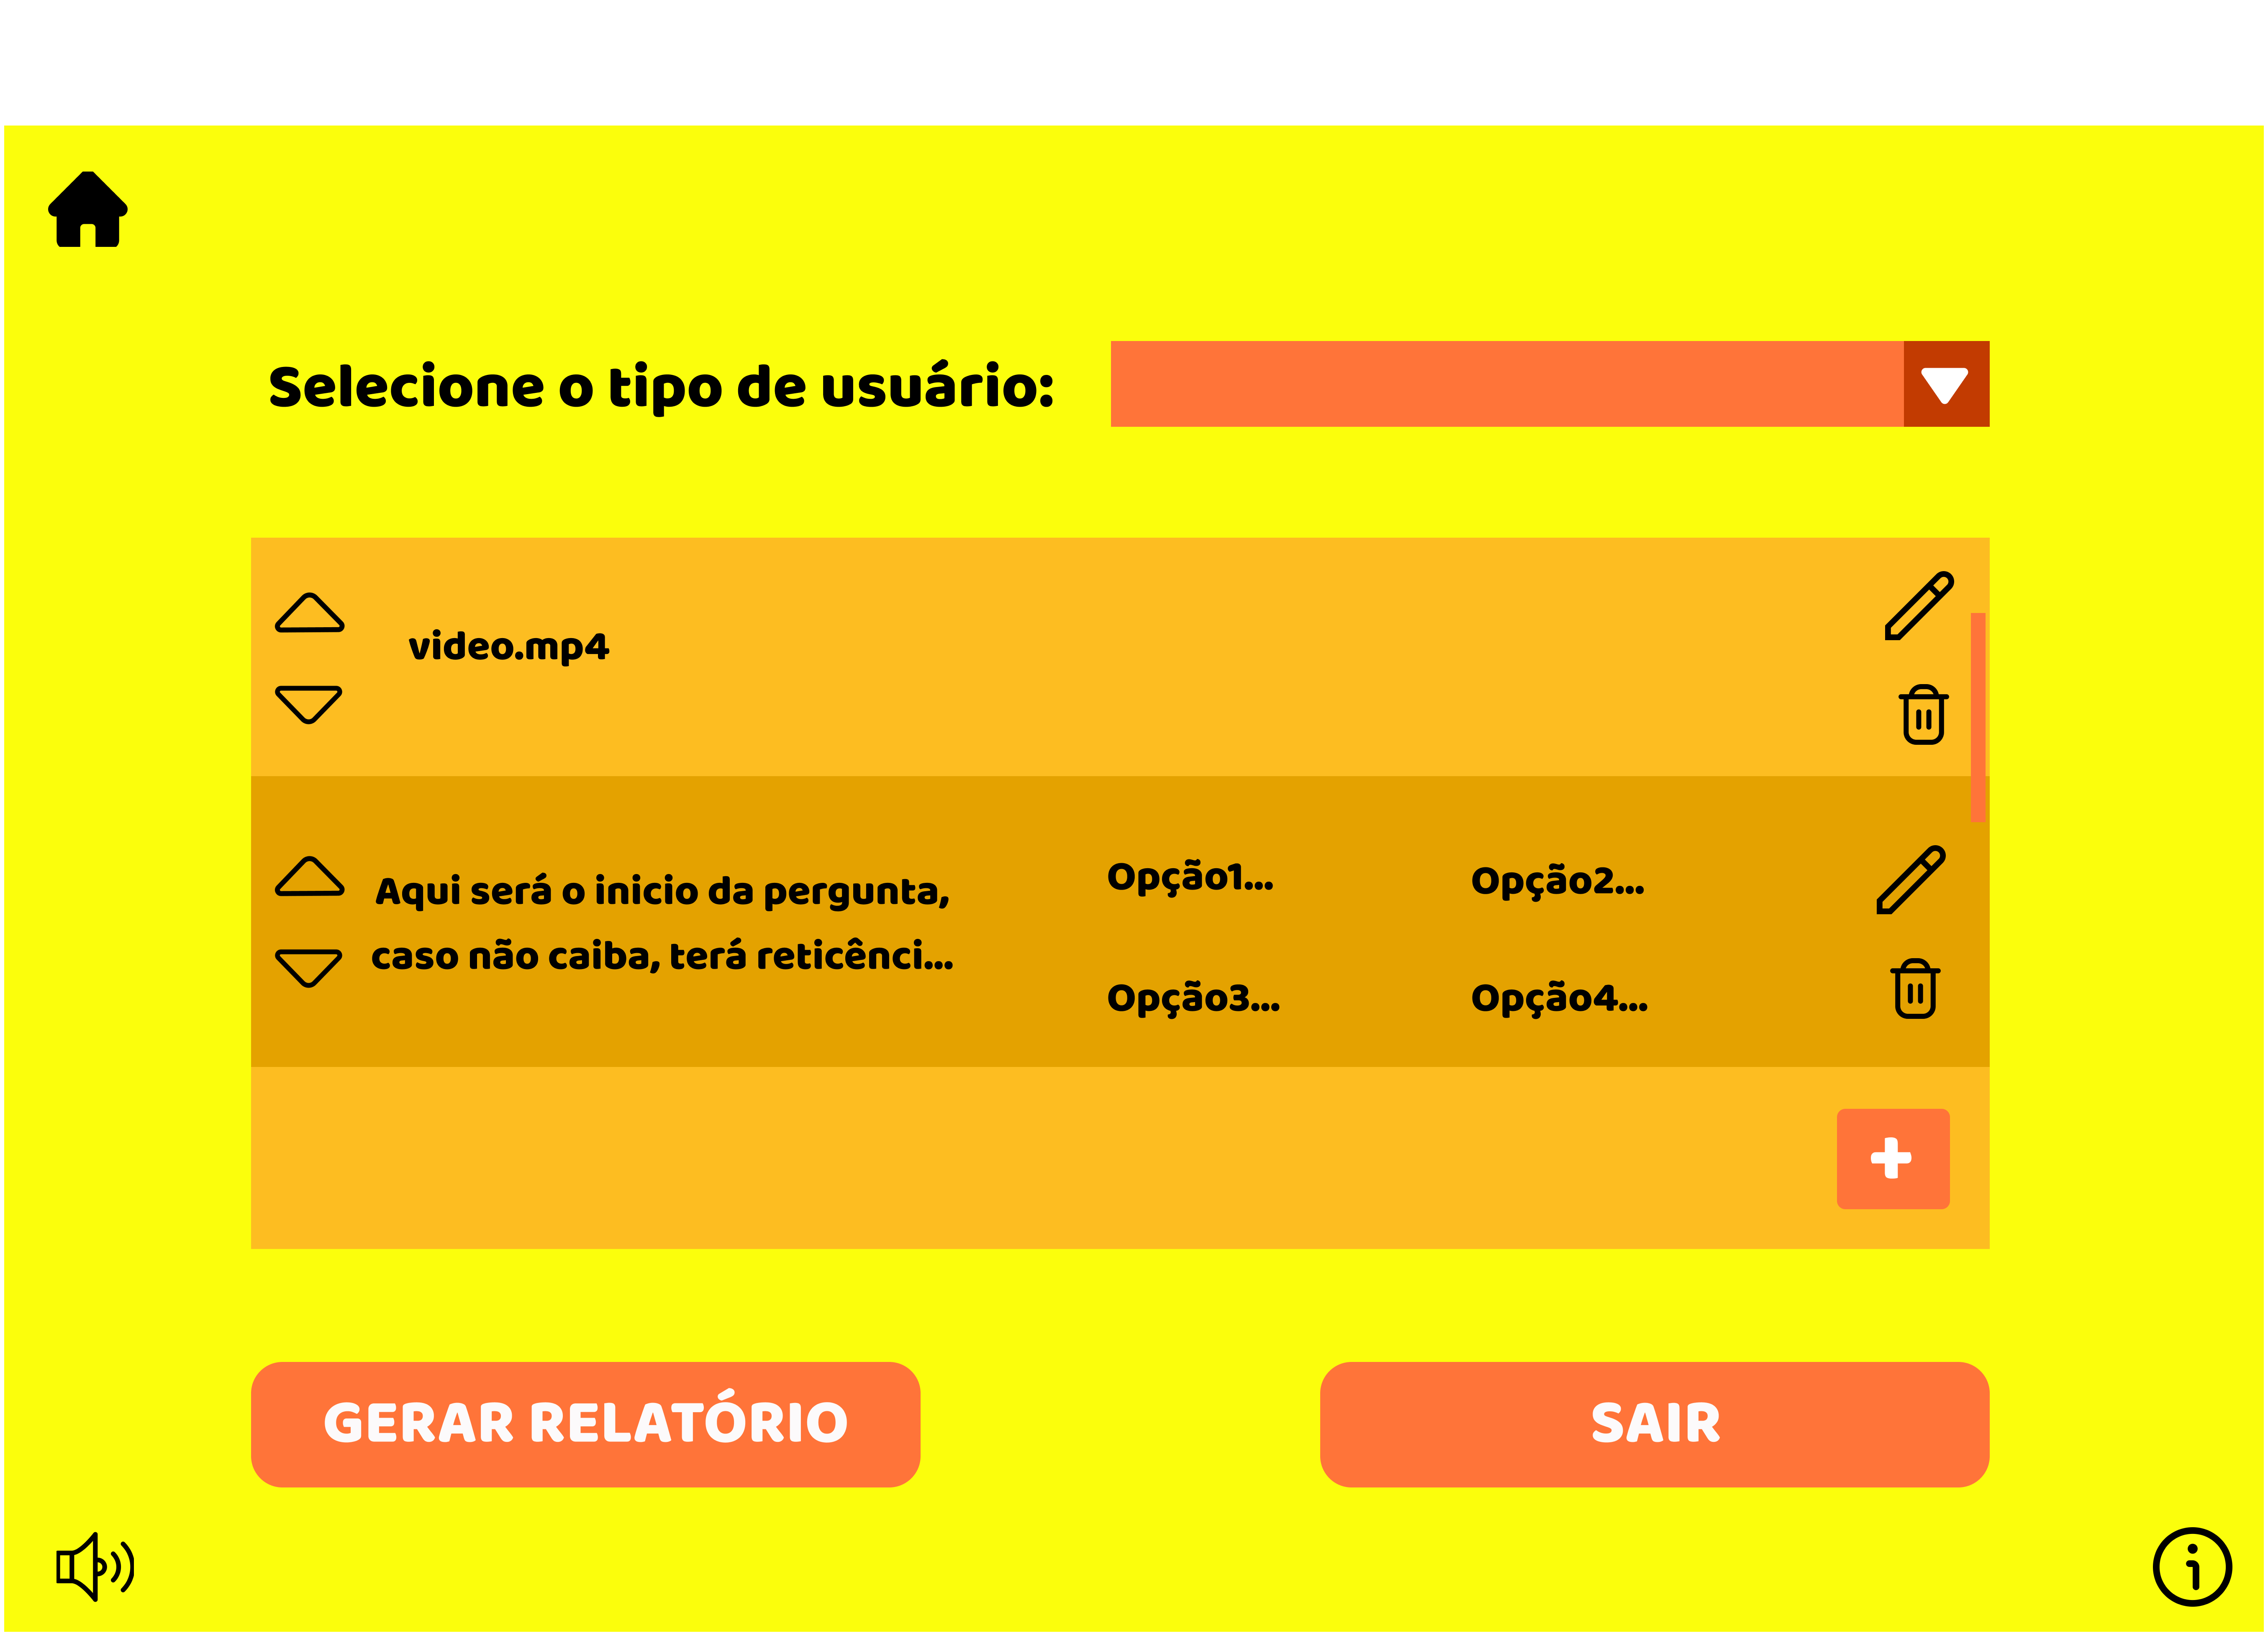 Selecione o tipo de usuário:
video.mp4
Aqui será o inicio da pergunta,
caso não caiba, terá reticênci...
Opção1...
Opção2...
Opção3...
Opção4...
+
GERAR RELATÓRIO
SAIR